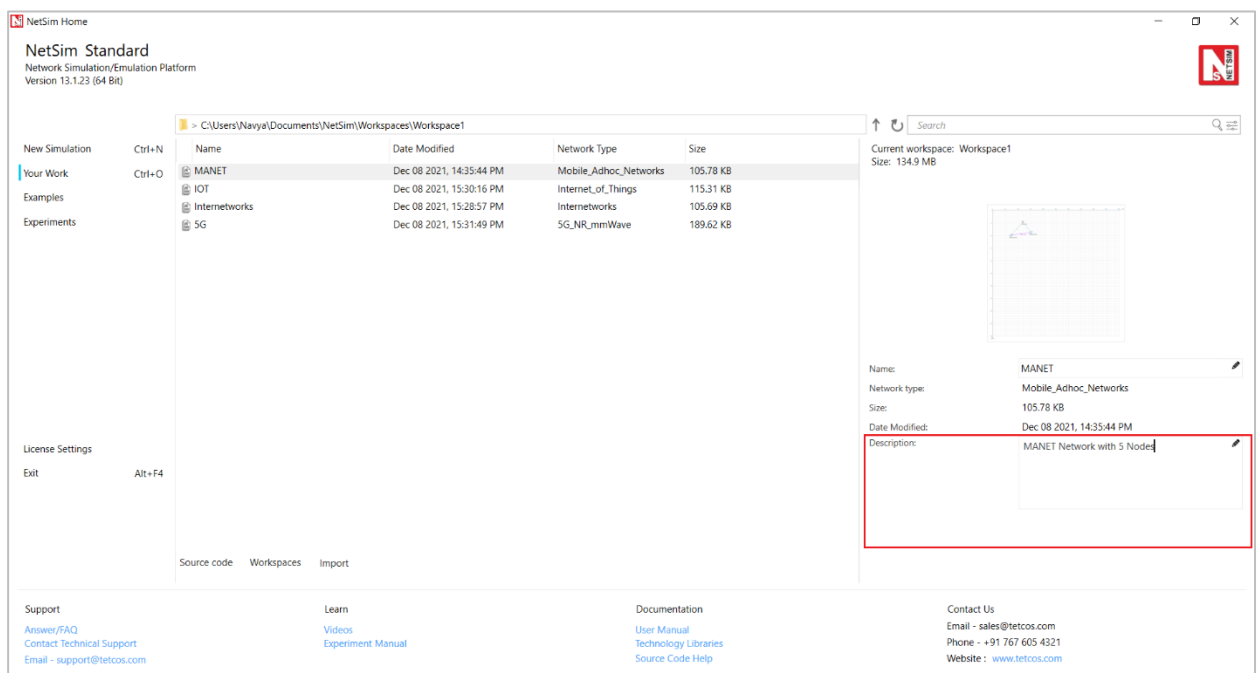 NetSim Home
NetSim Standard
Network Simulation/Emulation Platform
Version 13.1.23 (64 Bit)
NETSIM
> C:\Users\Navya\Documents\NetSim\Workspaces\Workspace1
Search
New Simulation Ctrl+N
Your Work Ctrl+O
Examples
Experiments
License Settings
Exit Alt+F4
Name Date Modified Network Type Size
MANET Dec 08 2021, 14:35:44 PM Mobile_Adhoc_Networks 105.78 KB
IOT Dec 08 2021, 15:30:16 PM Internet_of_Things 115.31 KB
Internetworks Dec 08 2021, 15:28:57 PM Internetworks 105.69 KB
5G Dec 08 2021, 15:31:49 PM 5G_NR_mmWave 189.62 KB
Source code Workspaces Import
Current workspace: Workspace1
Size: 134.9 MB
Name: MANET
Network type: Mobile_Adhoc_Networks
Size: 105.78 KB
Date Modified: Dec 08 2021, 14:35:44 PM
Description: MANET Network with 5 Nodes
Support
Answer/FAQ
Contact Technical Support
Email - support@tetcos.com
Learn
Videos
Experiment Manual
Documentation
User Manual
Technology Libraries
Source Code Help
Contact Us
Email - sales@tetcos.com
Phone - +91 767 605 4321
Website : www.tetcos.com